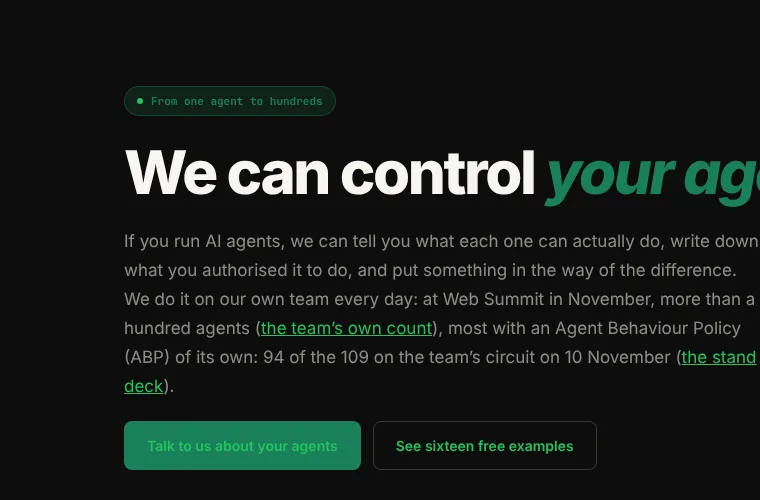 From one agent to hundreds
We can control your age
If you run AI agents, we can tell you what each one can actually do, write down
what you authorised it to do, and put something in the way of the difference.
We do it on our own team every day: at Web Summit in November, more than a
hundred agents (the team’s own count), most with an Agent Behaviour Policy
(ABP) of its own: 94 of the 109 on the team’s circuit on 10 November (the stand
deck).
Talk to us about your agents
See sixteen free examples